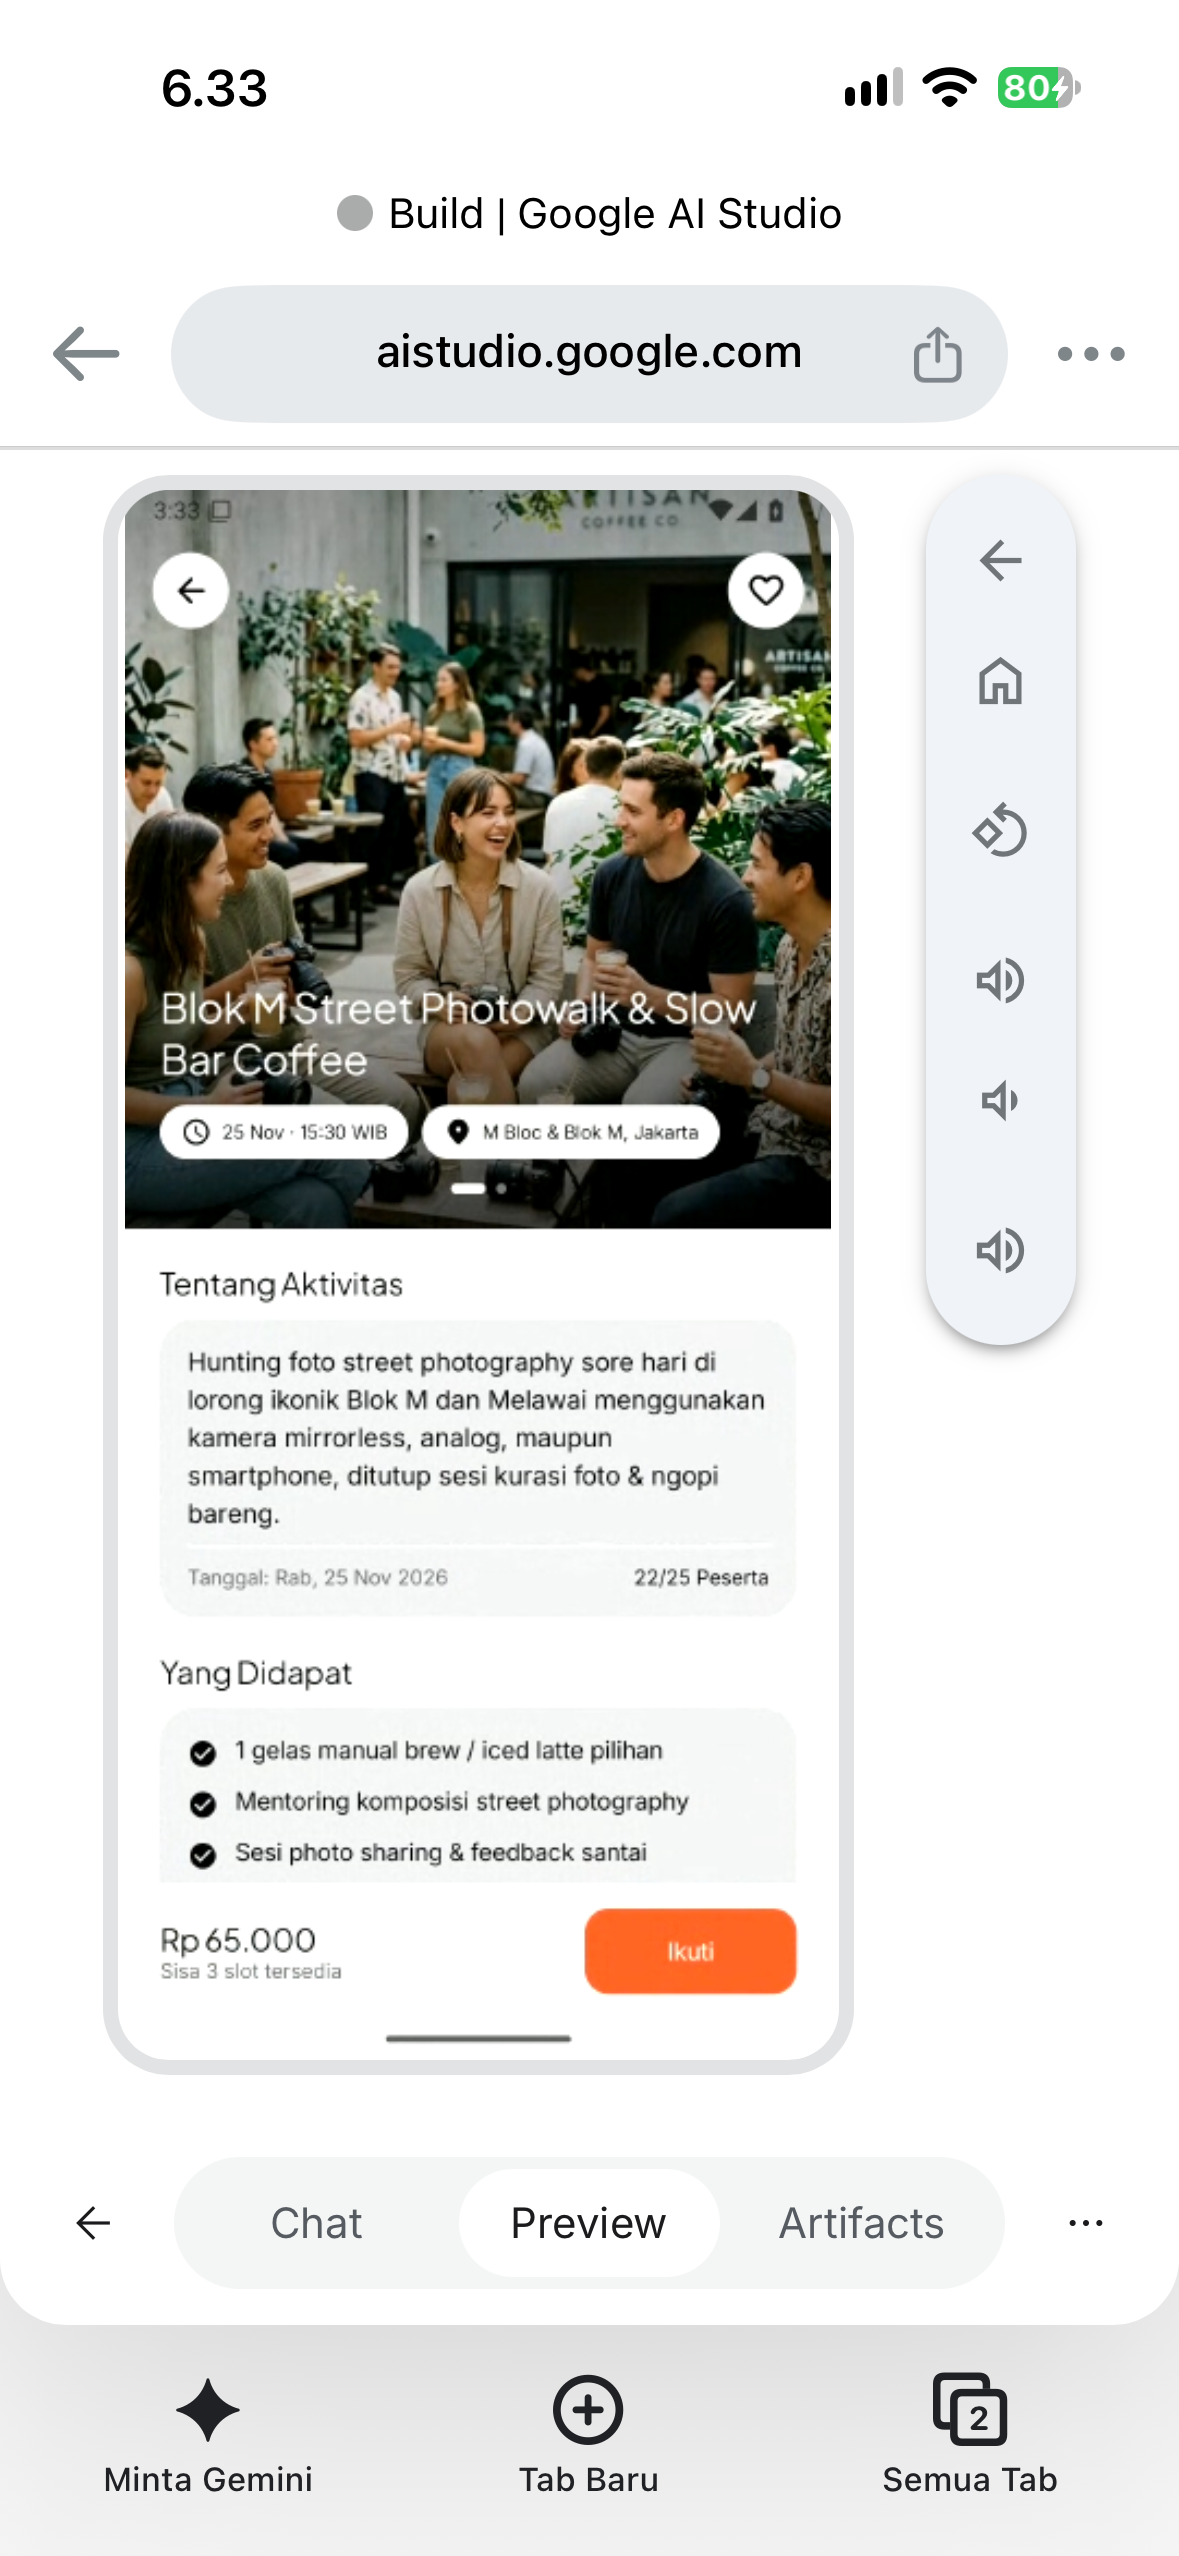 6.33
80
Build | Google AI Studio
aistudio.google.com
3:33
ARTISAN
COFFEE CO
ARTISAN
Blok M Street Photowalk & Slow
Bar Coffee
25 Nov · 15:30 WIB
M Bloc & Blok M, Jakarta
Tentang Aktivitas
Hunting foto street photography sore hari di
lorong ikonik Blok M dan Melawai menggunakan
kamera mirrorless, analog, maupun
smartphone, ditutup sesi kurasi foto & ngopi
bareng.
Tanggal: Rab, 25 Nov 2026
22/25 Peserta
Yang Didapat
1 gelas manual brew / iced latte pilihan
Mentoring komposisi street photography
Sesi photo sharing & feedback santai
Rp 65.000
Sisa 3 slot tersedia
Ikuti
Chat
Preview
Artifacts
Minta Gemini
Tab Baru
2
Semua Tab